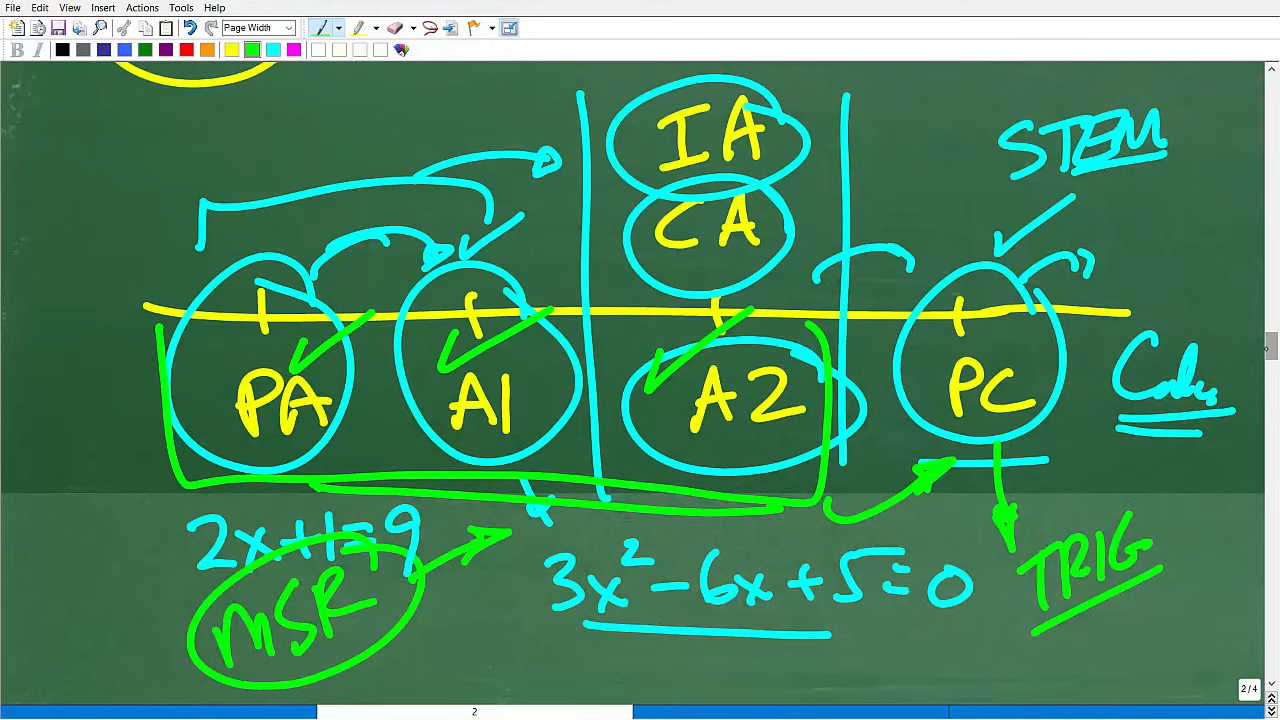 File Edit View Insert Actions Tools Help
Page Width
B I
IA
STEM
CA
PA A1 A2 PC
2x+1=9
3x²-6x+5=0
TRIG
MSR
2/4
2